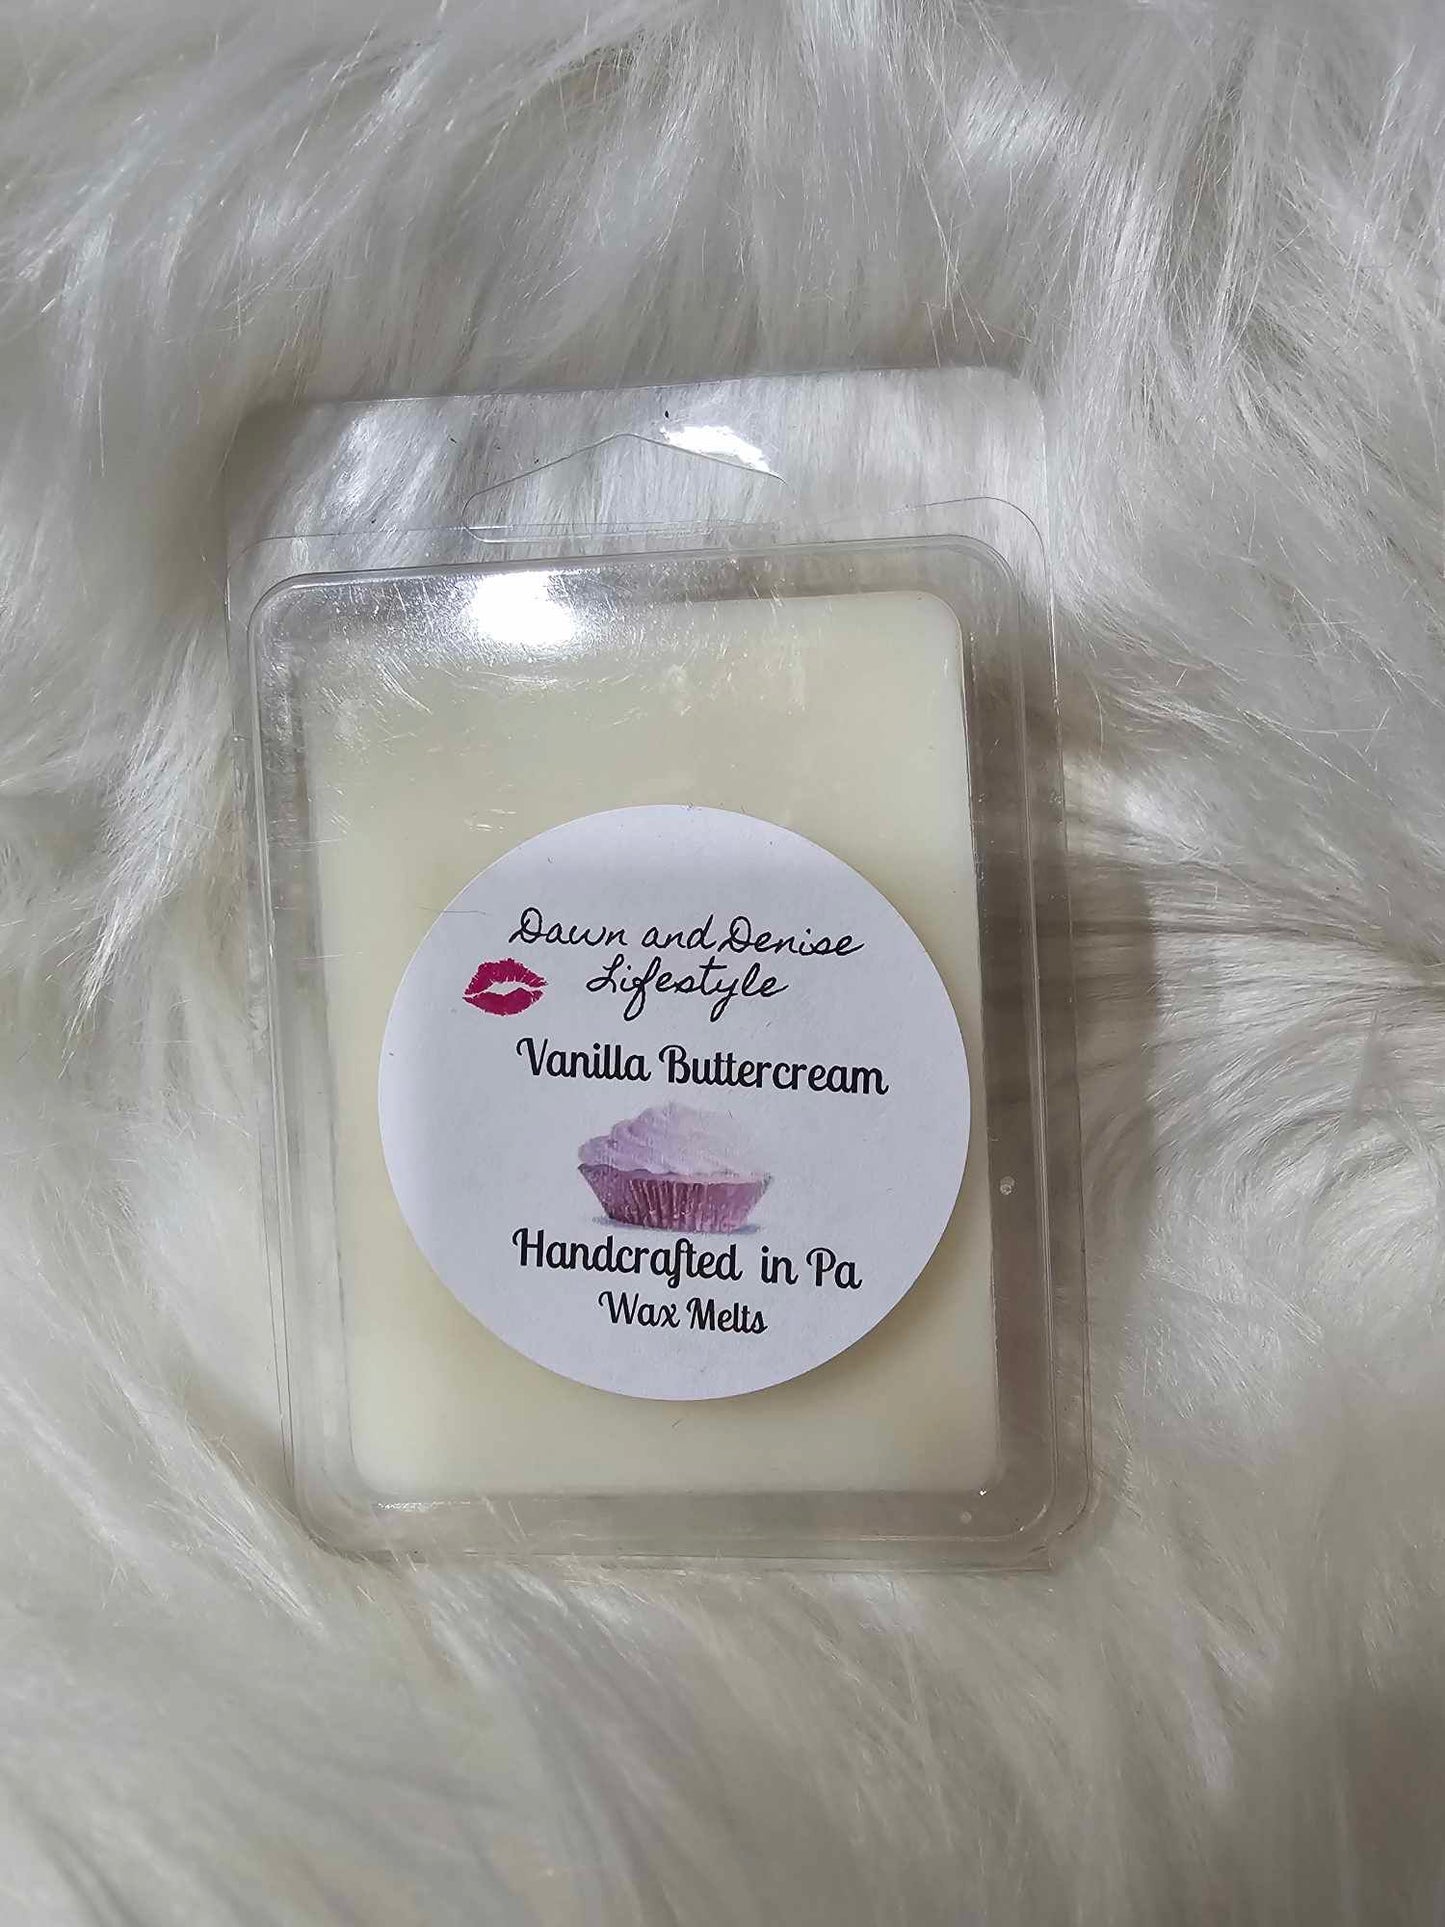 Dawn and Denise
Lifestyle
Vanilla Buttercream
Handcrafted in Pa
Wax Melts